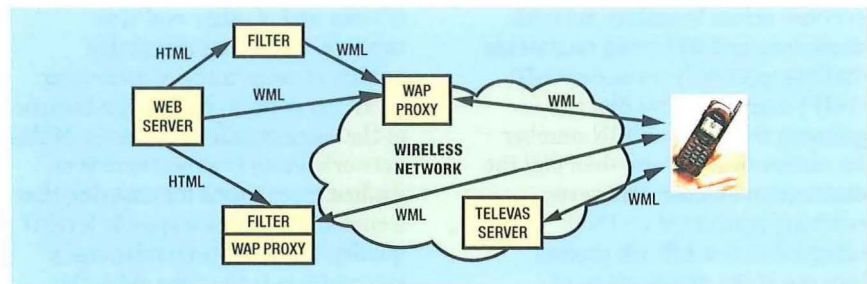 HTML
FILTER
WML
WEB
SERVER
WML
WAP
PROXY
WML
WIRELESS
NETWORK
HTML
FILTER
WAP PROXY
WML
TELEVAS
SERVER
WML